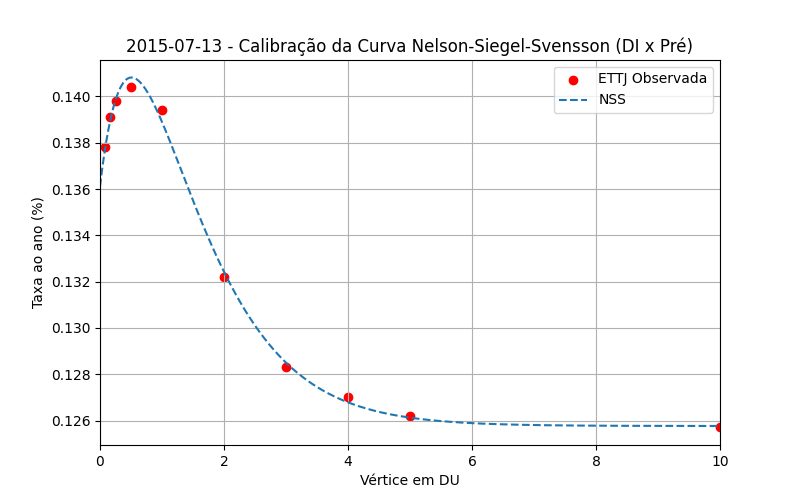 2015-07-13 - Calibração da Curva Nelson-Siegel-Svensson (DI x Pré)
ETTJ Observada
NSS
0.140
0.138
0.136
0.134
0.132
0.130
0.128
0.126
Taxa ao ano (%)
0
2
4
6
8
10
Vértice em DU